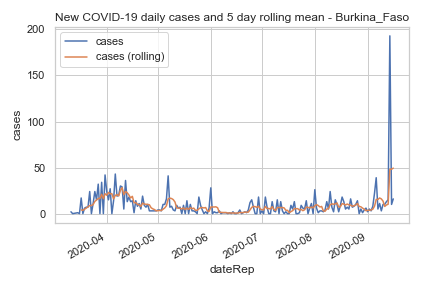 New COVID-19 daily cases and 5 day rolling mean - Burkina_Faso
cases
cases (rolling)
200
150
100
50
0
cases
2020-04
2020-05
2020-06
2020-07
2020-08
2020-09
dateRep